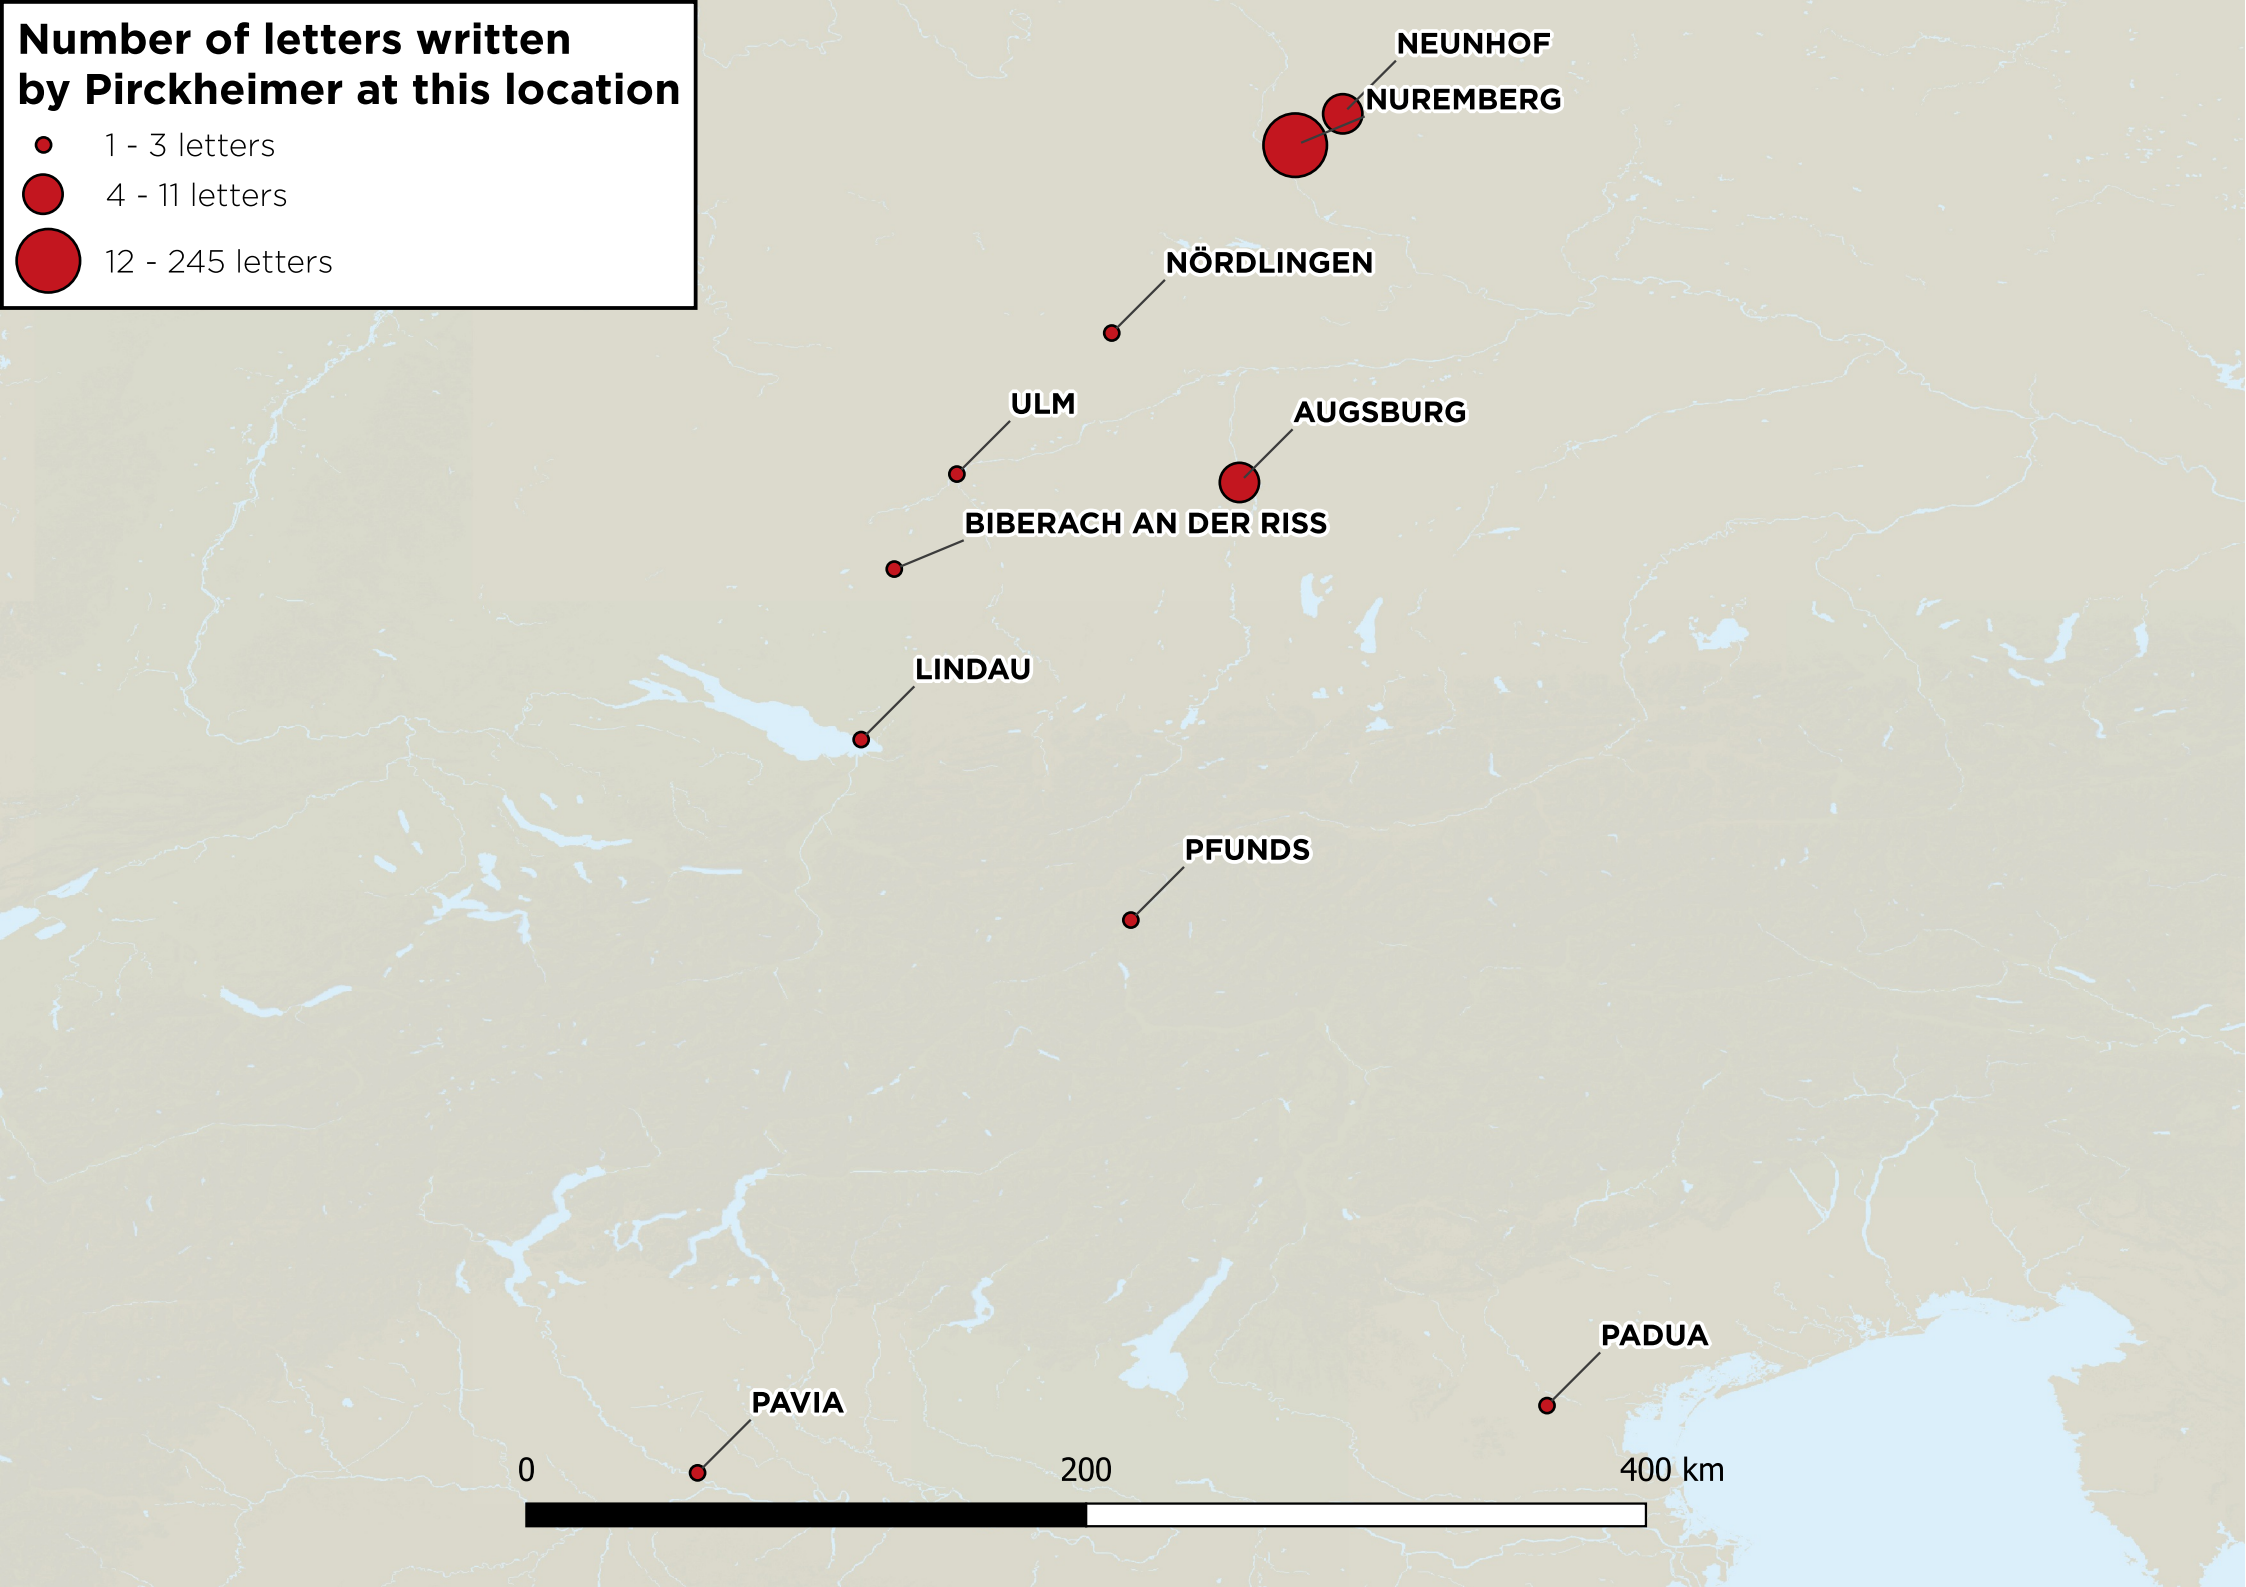 Number of letters written
by Pirckheimer at this location
1 - 3 letters
4 - 11 letters
12 - 245 letters
NEUNHOF
NUREMBERG
NÖRDLINGEN
ULM
AUGSBURG
BIBERACH AN DER RISS
LINDAU
PFUNDS
PADUA
PAVIA
0 200 400 km